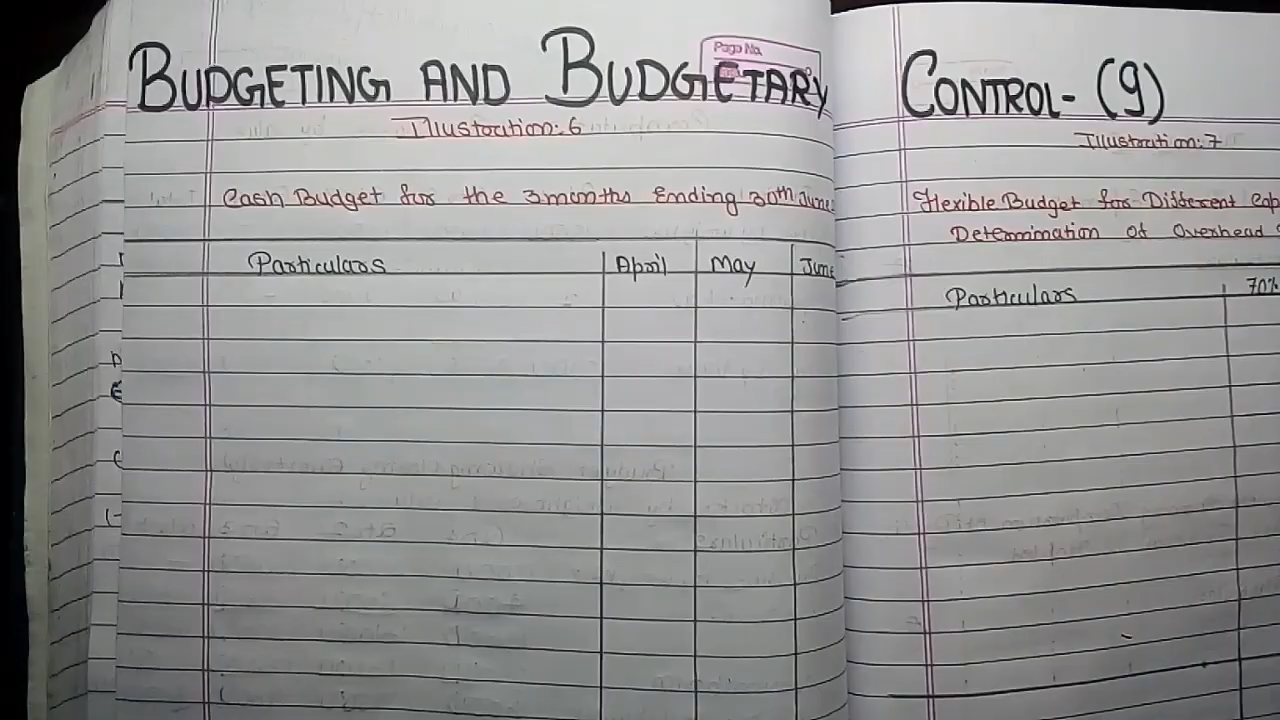 BUDGETING AND BUDGETARY CONTROL- (9)
Page No.
Illustration: 6
Cash Budget for the 3 months Ending 30th June
Particulars April May June
Illustration: 7
Flexible Budget for Different
Determination of Overhead
Particulars 70%